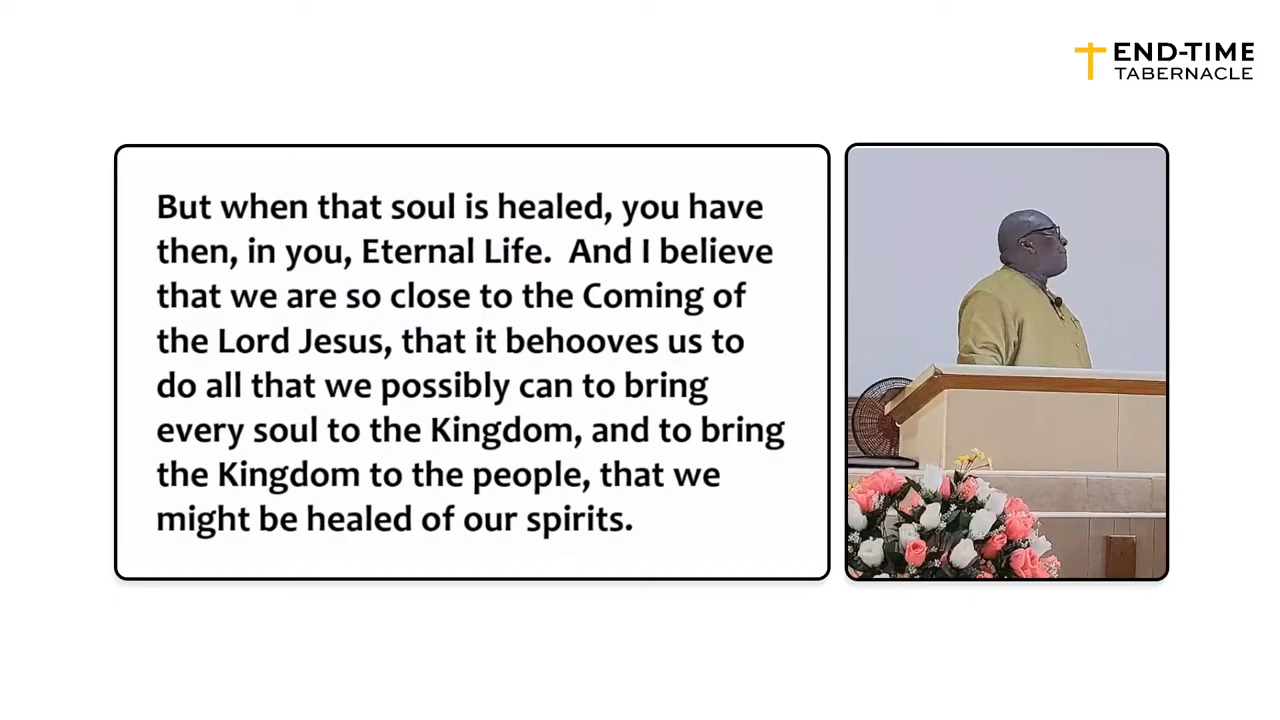 END-TIME
TABERNACLE
But when that soul is healed, you have
then, in you, Eternal Life.  And I believe
that we are so close to the Coming of
the Lord Jesus, that it behooves us to
do all that we possibly can to bring
every soul to the Kingdom, and to bring
the Kingdom to the people, that we
might be healed of our spirits.